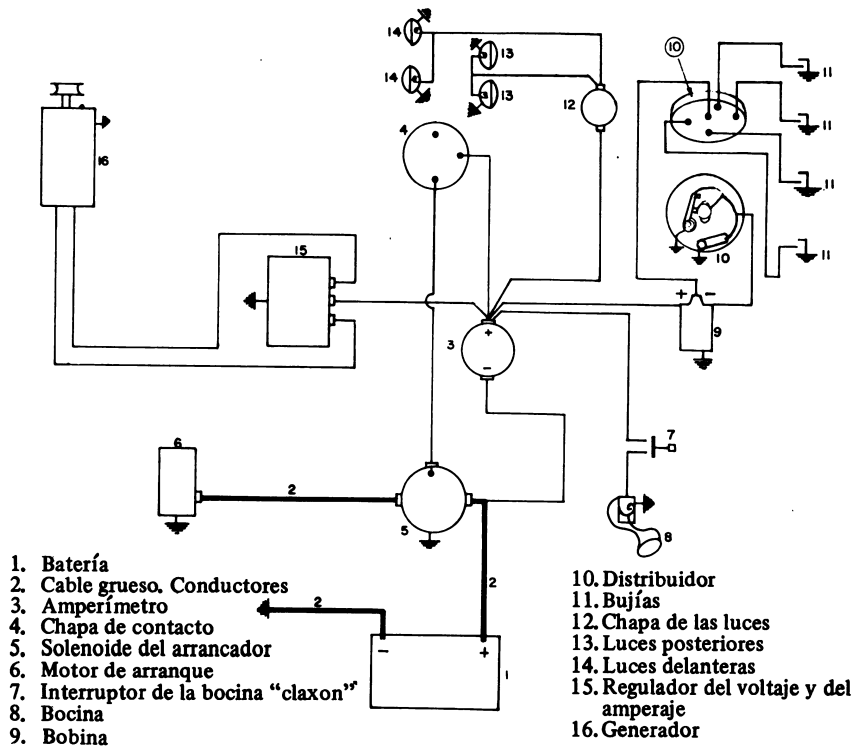 14
13
10
11
14
13
12
11
4
16
11
10
11
15
+ -
9
+
3
-
7
6
2
5
8
2
2
- +
1
1. Batería
2. Cable grueso. Conductores
3. Amperímetro
4. Chapa de contacto
5. Solenoide del arrancador
6. Motor de arranque
7. Interruptor de la bocina “claxon”
8. Bocina
9. Bobina
10. Distribuidor
11. Bujías
12. Chapa de las luces
13. Luces posteriores
14. Luces delanteras
15. Regulador del voltaje y del
amperaje
16. Generador